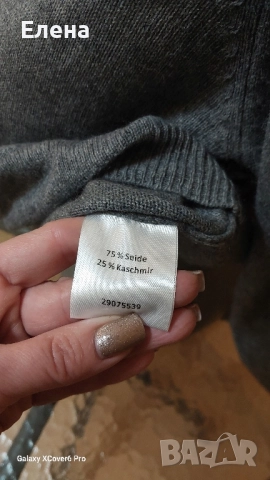 Елена
75 % Seide
25 % Kaschmir
29075539
Galaxy XCover6 Pro
BAZAR